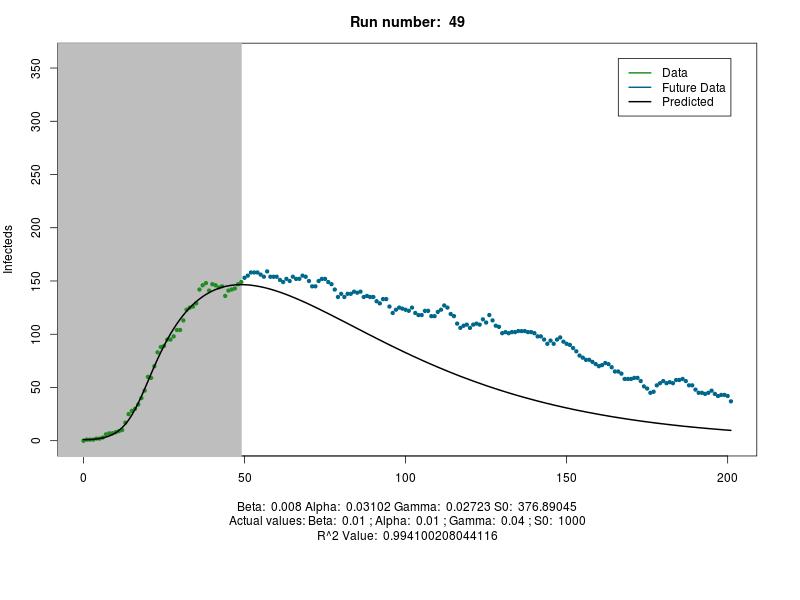 Run number: 49
Infecteds
350
300
250
200
150
100
50
0
Data
Future Data
Predicted
0 50 100 150 200
Beta: 0.008 Alpha: 0.03102 Gamma: 0.02723 S0: 376.89045
Actual values: Beta: 0.01 ; Alpha: 0.01 ; Gamma: 0.04 ; S0: 1000
R^2 Value: 0.994100208044116